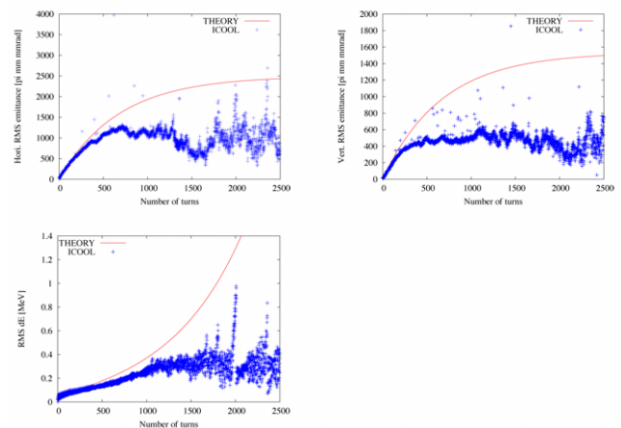 4000
3500
3000
2500
2000
1500
1000
500
0
0 500 1000 1500 2000 2500
Number of turns
Hori. RMS emittance [pi mm mrad]
THEORY
ICOOL
2000
1800
1600
1400
1200
1000
800
600
400
200
0
0 500 1000 1500 2000 2500
Number of turns
Vert. RMS emittance [pi mm mrad]
THEORY
ICOOL
1.4
1.2
1
0.8
0.6
0.4
0.2
0
0 500 1000 1500 2000 2500
Number of turns
RMS dE [MeV]
THEORY
ICOOL